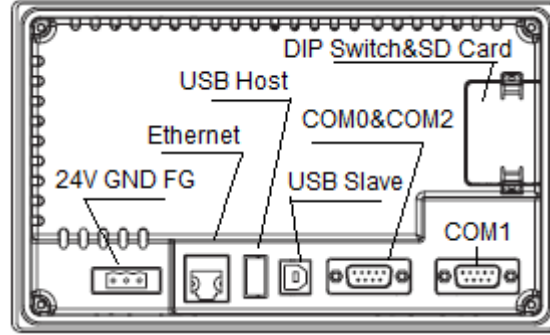 DIP Switch&SD Card
USB Host
COM0&COM2
Ethernet
24V GND FG
USB Slave
COM1